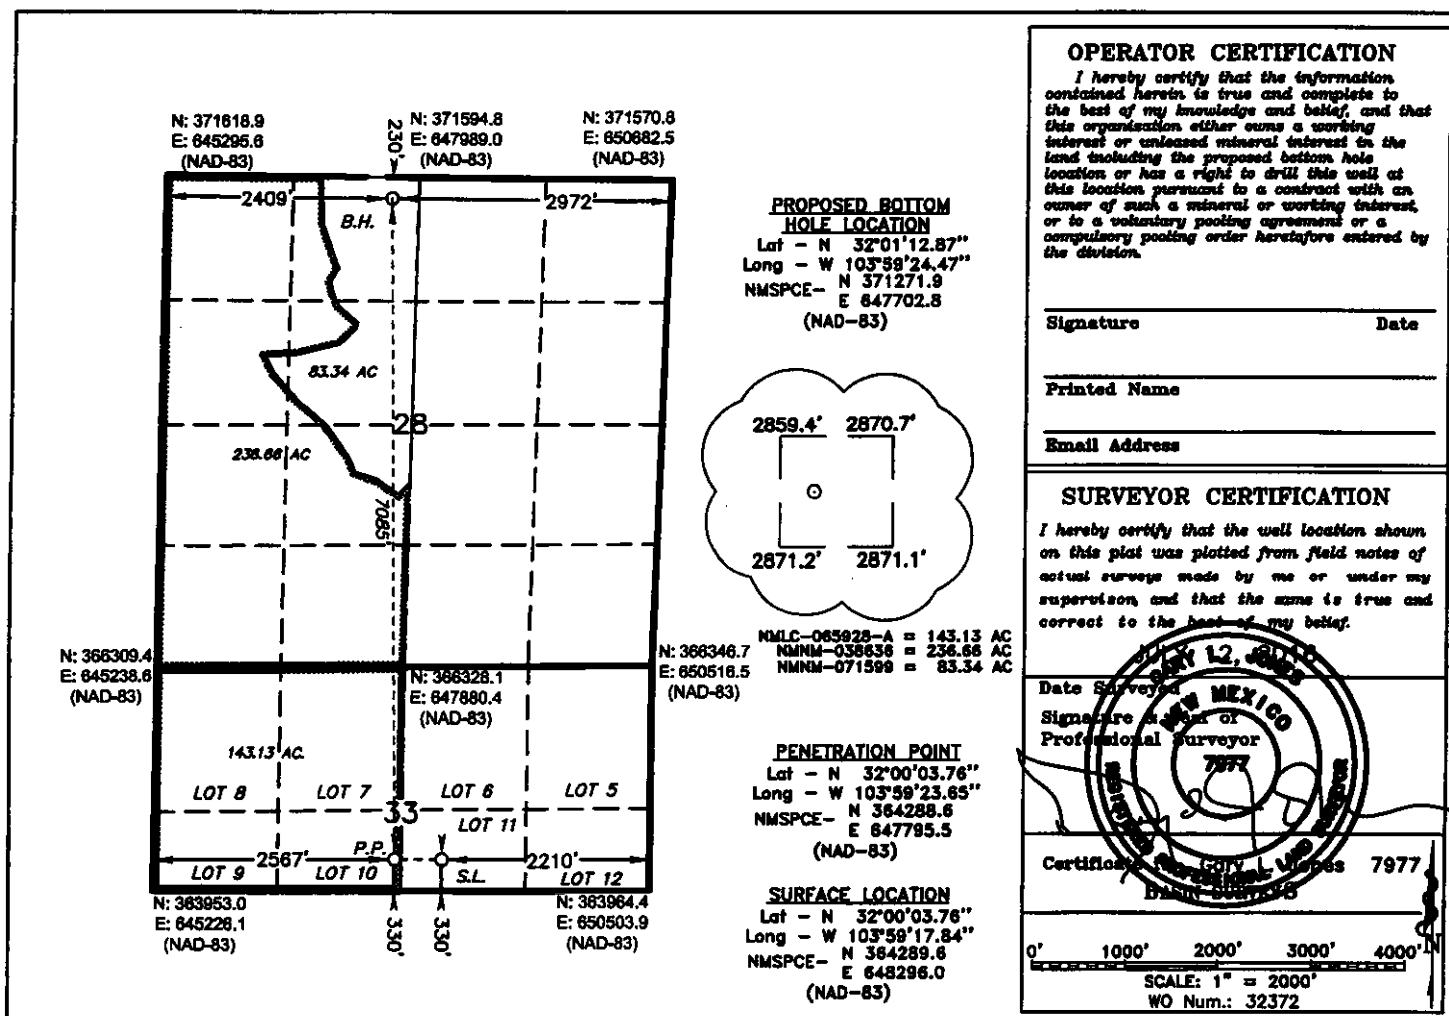 N: 371618.9
E: 645295.6
(NAD-83)
230'
N: 371594.8
E: 647989.0
(NAD-83)
N: 371570.8
E: 650682.5
(NAD-83)
2409'
B.H.
2972'
83.34 AC
28
236.66 AC
7085'
N: 366309.4
E: 645238.6
(NAD-83)
N: 366328.1
E: 647880.4
(NAD-83)
N: 366346.7
E: 650516.5
(NAD-83)
143.13 AC.
LOT 8
LOT 7
LOT 6
LOT 5
33
LOT 11
2567'
P.P.
2210'
LOT 9
LOT 10
S.L.
LOT 12
N: 363953.0
E: 645226.1
(NAD-83)
330'
330'
N: 363964.4
E: 650503.9
(NAD-83)
PROPOSED BOTTOM
HOLE LOCATION
Lat - N 32°01'12.87"
Long - W 103°59'24.47"
NMSPCE- N 371271.9
E 647702.8
(NAD-83)
2859.4' 2870.7'
2871.2' 2871.1'
NMLC-065928-A = 143.13 AC
NMNM-038636 = 236.66 AC
NMNM-071599 = 83.34 AC
PENETRATION POINT
Lat - N 32°00'03.76"
Long - W 103°59'23.65"
NMSPCE- N 364288.6
E 647795.5
(NAD-83)
SURFACE LOCATION
Lat - N 32°00'03.76"
Long - W 103°59'17.84"
NMSPCE- N 364289.6
E 648296.0
(NAD-83)
OPERATOR CERTIFICATION
I hereby certify that the information
contained herein is true and complete to
the best of my knowledge and belief, and that
this organisation either owns a working
interest or unleased mineral interest in the
land including the proposed bottom hole
location or has a right to drill this well at
this location pursuant to a contract with an
owner of such a mineral or working interest,
or to a voluntary pooling agreement or a
compulsory pooling order heretofore entered by
the division.
Signature Date
Printed Name
Email Address
SURVEYOR CERTIFICATION
I hereby certify that the well location shown
on this plat was plotted from field notes of
actual surveys made by me or under my
supervison, and that the same is true and
correct to the best of my belief.
Date Surveyed
Signature & Seal of
Professional Surveyor
GARY L. JONES
NEW MEXICO
7977
REGISTERED PROFESSIONAL LAND SURVEYOR
Certificate Gary L. Jones 7977
BASIN SURVEYS
0' 1000' 2000' 3000' 4000'
N
SCALE: 1" = 2000'
WO Num.: 32372